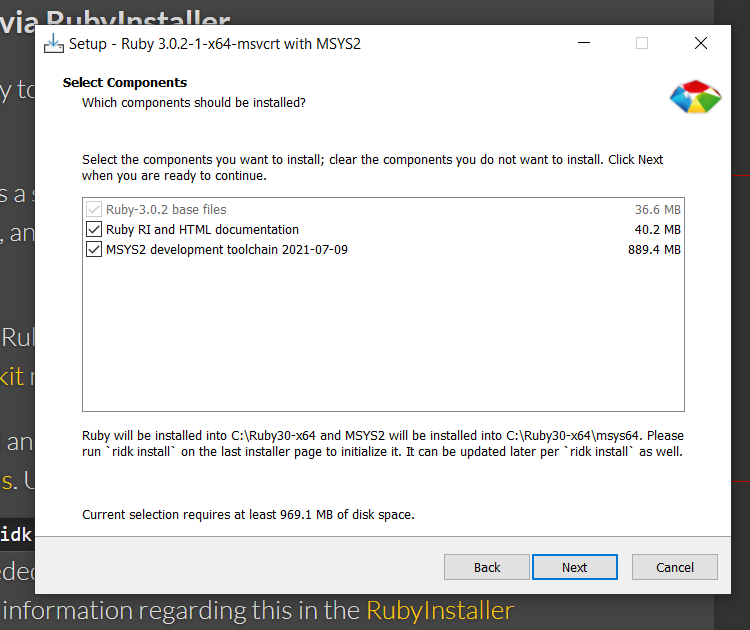 via RubyInstaller
Setup - Ruby 3.0.2-1-x64-msvcrt with MSYS2
Select Components
Which components should be installed?
Select the components you want to install; clear the components you do not want to install. Click Next
when you are ready to continue.
Ruby-3.0.2 base files 36.6 MB
Ruby RI and HTML documentation 40.2 MB
MSYS2 development toolchain 2021-07-09 889.4 MB
Ruby will be installed into C:\Ruby30-x64 and MSYS2 will be installed into C:\Ruby30-x64\msys64. Please
run `ridk install` on the last installer page to initialize it. It can be updated later per `ridk install` as well.
Current selection requires at least 969.1 MB of disk space.
Back Next Cancel
y to
s a s
, an
Rul
kit
an
s. U
ridk
information regarding this in the RubyInstaller